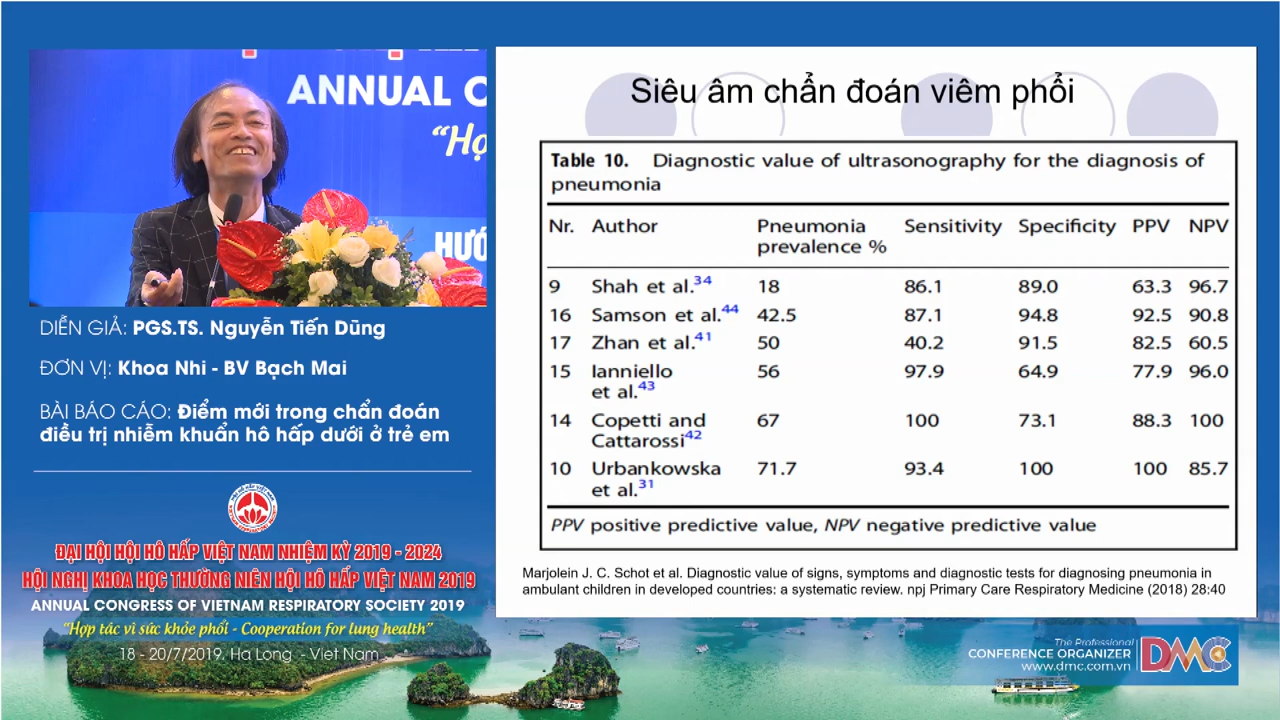 ANNUAL C
“Hợ
HƯỚ
DIỄN GIẢ: PGS.TS. Nguyễn Tiến Dũng
ĐƠN VỊ: Khoa Nhi - BV Bạch Mai
BÀI BÁO CÁO: Điểm mới trong chẩn đoán
điều trị nhiễm khuẩn hô hấp dưới ở trẻ em
ĐẠI HỘI HỘI HÔ HẤP VIỆT NAM NHIỆM KỲ 2019 - 2024
HỘI NGHỊ KHOA HỌC THƯỜNG NIÊN HỘI HÔ HẤP VIỆT NAM 2019
ANNUAL CONGRESS OF VIETNAM RESPIRATORY SOCIETY 2019
“Hợp tác vì sức khỏe phổi - Cooperation for lung health”
18 - 20/7/2019. Ha Long - Viet Nam
Siêu âm chẩn đoán viêm phổi
Table 10. Diagnostic value of ultrasonography for the diagnosis of
pneumonia
Nr. Author Pneumonia Sensitivity Specificity PPV NPV
prevalence %
9 Shah et al.34 18 86.1 89.0 63.3 96.7
16 Samson et al.44 42.5 87.1 94.8 92.5 90.8
17 Zhan et al.41 50 40.2 91.5 82.5 60.5
15 Ianniello 56 97.9 64.9 77.9 96.0
et al.43
14 Copetti and 67 100 73.1 88.3 100
Cattarossi42
10 Urbankowska 71.7 93.4 100 100 85.7
et al.31
PPV positive predictive value, NPV negative predictive value
Marjolein J. C. Schot et al. Diagnostic value of signs, symptoms and diagnostic tests for diagnosing pneumonia in
ambulant children in developed countries: a systematic review. npj Primary Care Respiratory Medicine (2018) 28:40
The Professional
CONFERENCE ORGANIZER
www.dmc.com.vn
DMC